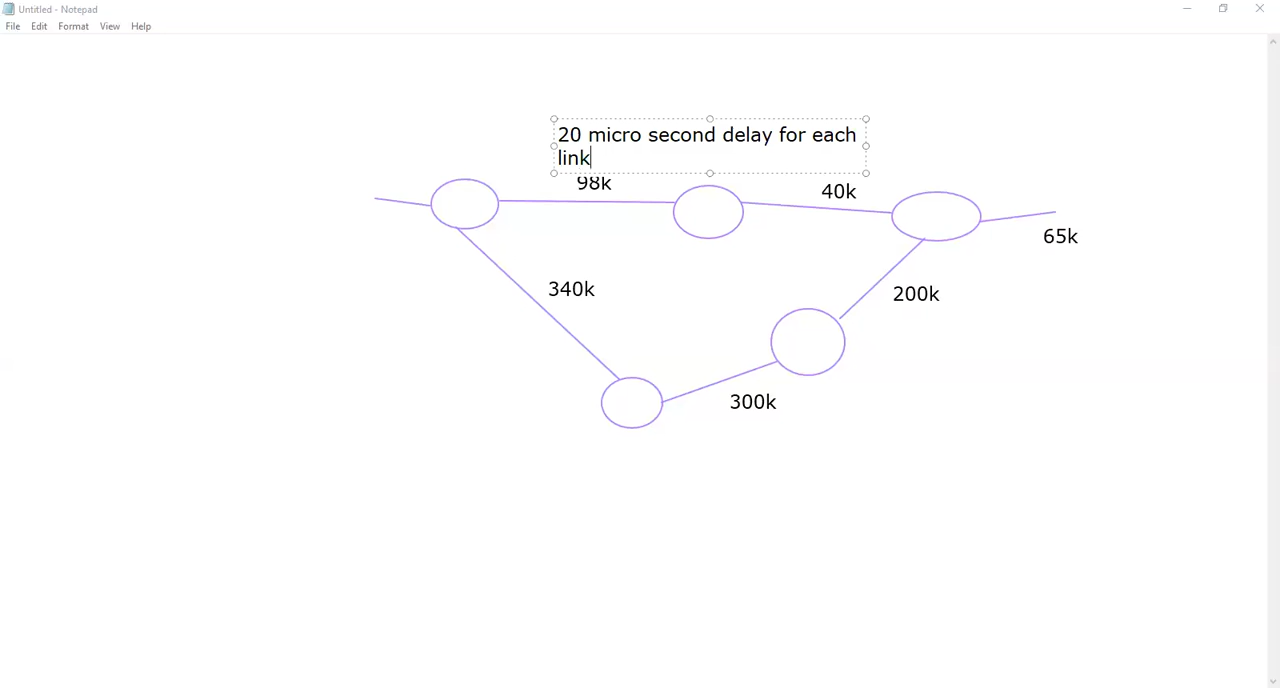 Untitled - Notepad
File Edit Format View Help
20 micro second delay for each
link
98k
40k
65k
340k
200k
300k